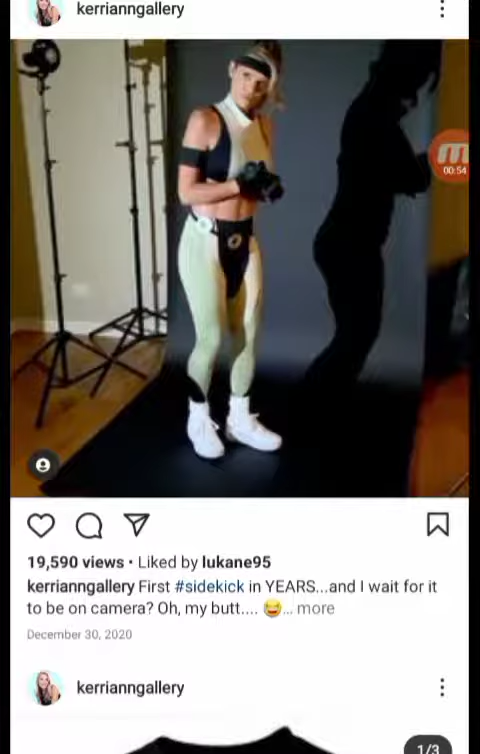 kerrianngallery
00:54
19,590 views • Liked by lukane95
kerrianngallery First #sidekick in YEARS...and I wait for it
to be on camera? Oh, my butt.... 😂... more
December 30, 2020
kerrianngallery
1/3